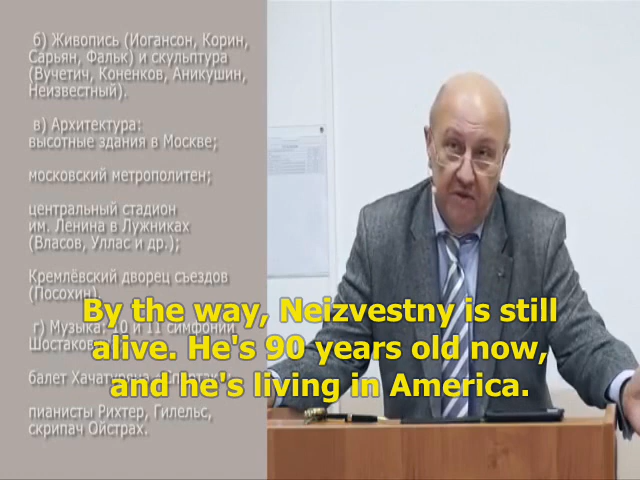 б) Живопись (Иогансон, Корин,
Сарьян, Фальк) и скульптура
(Вучетич, Коненков, Аникушин,
Неизвестный).
в) Архитектура:
высотные здания в Москве;
московский метрополитен;
центральный стадион
им. Ленина в Лужниках
(Власов, Уллас и др.);
Кремлёвский дворец съездов
(Посохин).
г) Музыка: 10 и 11 симфонии
Шостаков
балет Хачатуряна «Спартак»;
пианисты Рихтер, Гилельс,
скрипач Ойстрах.
By the way, Neizvestny is still
alive. He's 90 years old now,
and he's living in America.